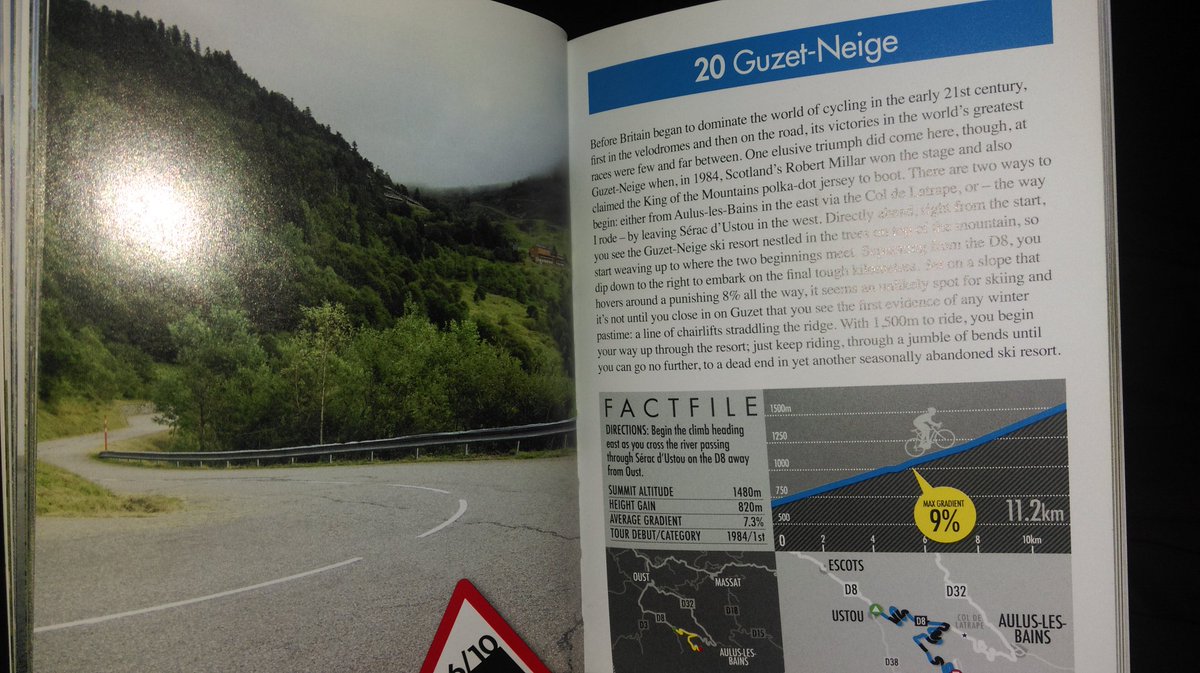 6/10
20 Guzet-Neige
Before Britain began to dominate the world of cycling in the early 21st century,
first in the velodromes and then on the road, its victories in the world's greatest
races were few and far between. One elusive triumph did come here, though, at
Guzet-Neige when, in 1984, Scotland's Robert Millar won the stage and also
claimed the King of the Mountains polka-dot jersey to boot. There are two ways to
begin: either from Aulus-les-Bains in the east via the Col de Latrape, or – the way
I rode – by leaving Sérac d'Ustou in the west. Directly ahead, right from the start,
you see the Guzet-Neige ski resort nestled in the trees on top of the mountain, so
start weaving up to where the two beginnings meet. from the D8, you
dip down to the right to embark on the final tough kilometres. on a slope that
hovers around a punishing 8% all the way, it seems an unlikely spot for skiing and
it's not until you close in on Guzet that you see the first evidence of any winter
pastime: a line of chairlifts straddling the ridge. With 1,500m to ride, you begin
your way up through the resort; just keep riding, through a jumble of bends until
you can go no further, to a dead end in yet another seasonally abandoned ski resort.
FACTFILE
DIRECTIONS: Begin the climb heading
east as you cross the river passing
through Sérac d'Ustou on the D8 away
from Oust.
SUMMIT ALTITUDE 1480m
HEIGHT GAIN 820m
AVERAGE GRADIENT 7.3%
TOUR DEBUT/CATEGORY 1984/1st
1500m
1250
1000
750
500
MAX GRADIENT
9%
11.2km
0 2 4 6 8 10km
OUST
MASSAT
D32
D18
D3
D8
D15
AULUS-LES-
BAINS
ESCOTS
D8
D32
USTOU
D8
COL DE
LATRAPE
AULUS-LES-
BAINS
D38